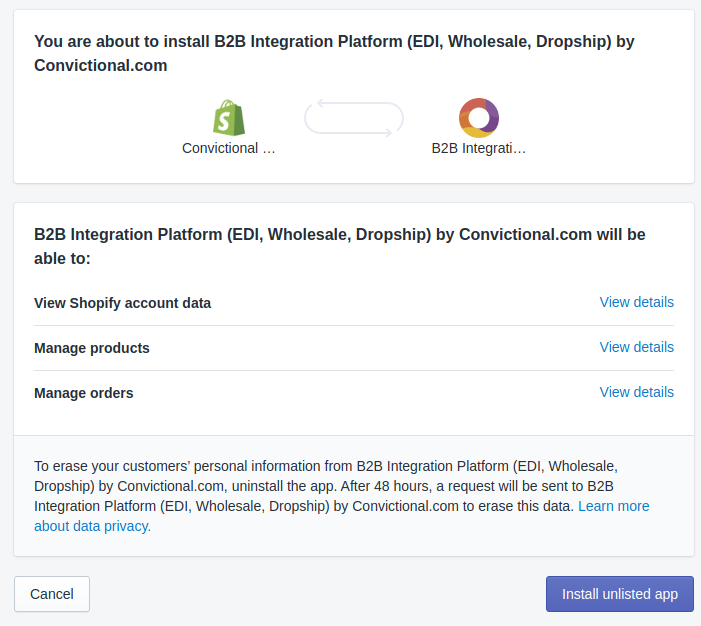 You are about to install B2B Integration Platform (EDI, Wholesale, Dropship) by
Convictional.com
Convictional ...
B2B Integrati...
B2B Integration Platform (EDI, Wholesale, Dropship) by Convictional.com will be
able to:
View Shopify account data
View details
Manage products
View details
Manage orders
View details
To erase your customers’ personal information from B2B Integration Platform (EDI, Wholesale,
Dropship) by Convictional.com, uninstall the app. After 48 hours, a request will be sent to B2B
Integration Platform (EDI, Wholesale, Dropship) by Convictional.com to erase this data. Learn more
about data privacy.
Cancel
Install unlisted app